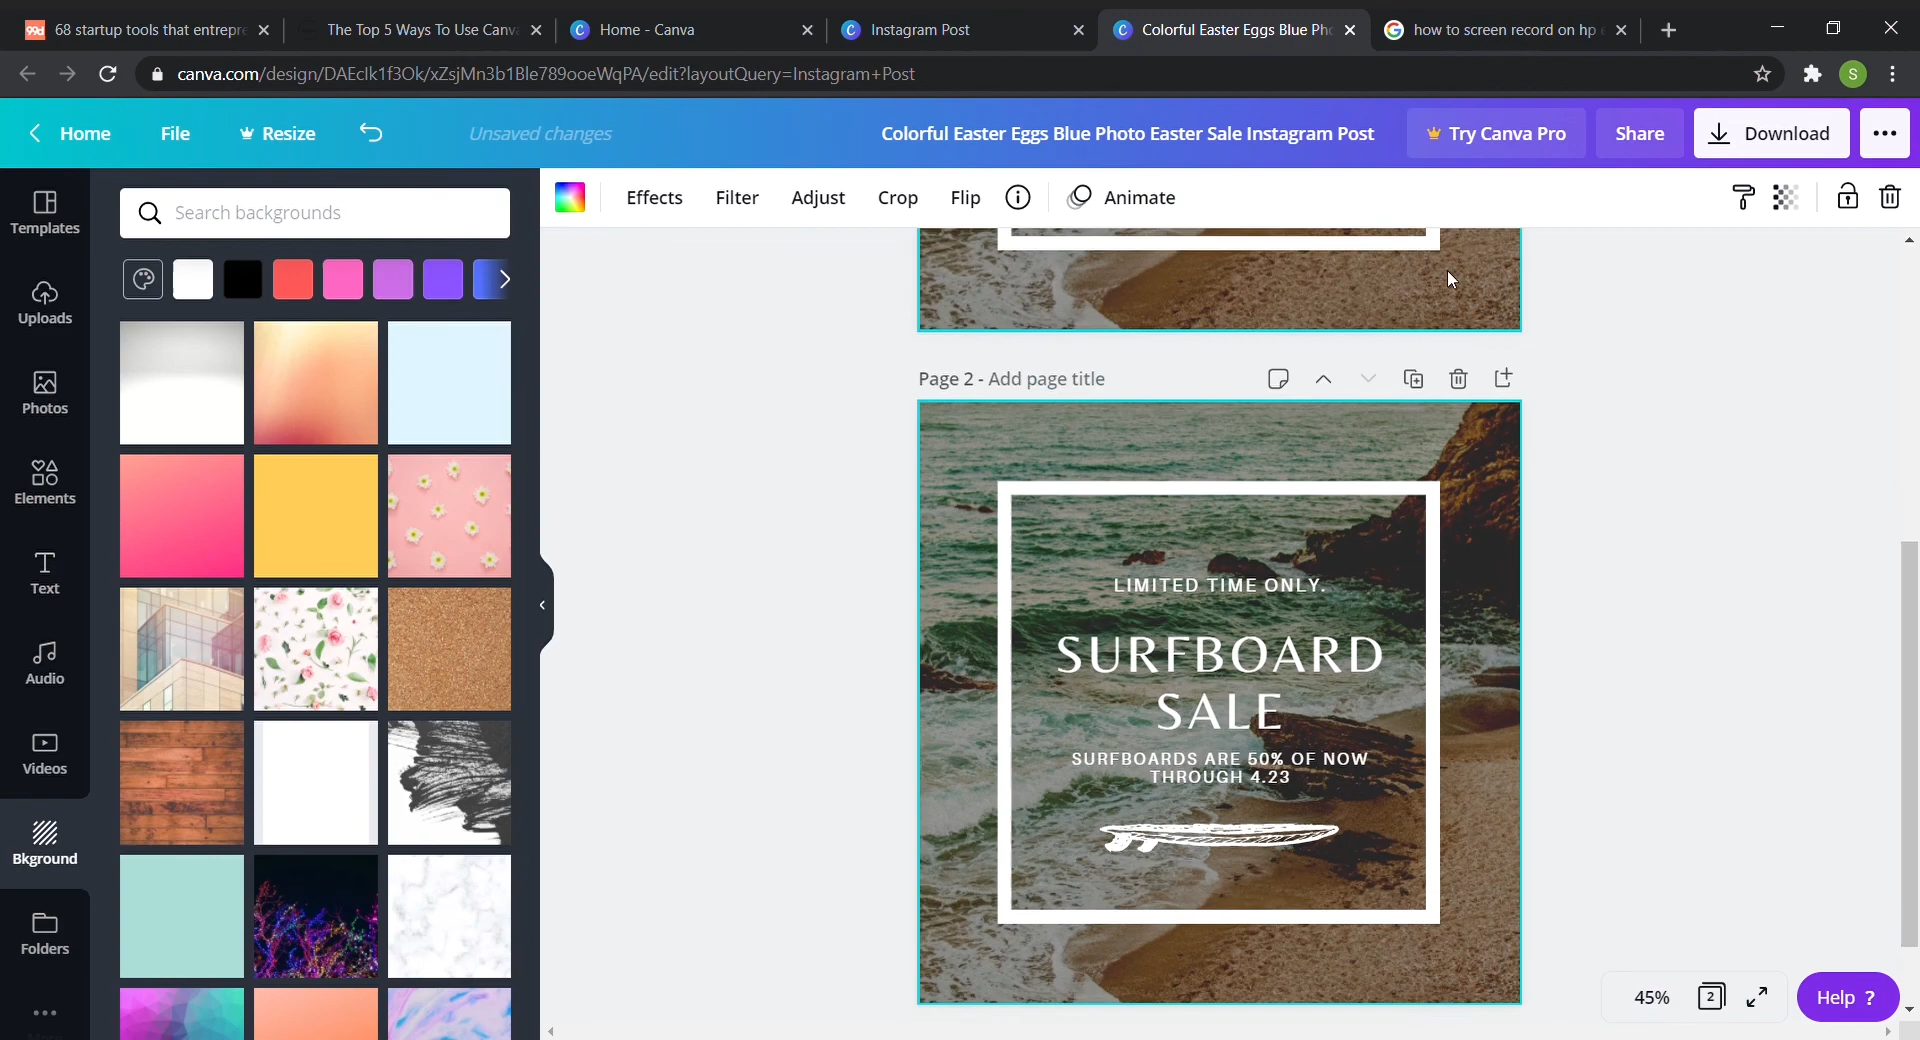 68 startup tools that entrepre
The Top 5 Ways To Use Canv
Home - Canva
Instagram Post
Colorful Easter Eggs Blue Pho
how to screen record on hp e
canva.com/design/DAEclk1f3Ok/xZsjMn3b1Ble789ooeWqPA/edit?layoutQuery=Instagram+Post
S
Home
File
Resize
Unsaved changes
Colorful Easter Eggs Blue Photo Easter Sale Instagram Post
Try Canva Pro
Share
Download
Templates
Uploads
Photos
Elements
Text
Audio
Videos
Bkground
Folders
Search backgrounds
Effects
Filter
Adjust
Crop
Flip
Animate
Page 2 - Add page title
LIMITED TIME ONLY.
SURFBOARD
SALE
SURFBOARDS ARE 50% OF NOW
THROUGH 4.23
45%
2
Help ?